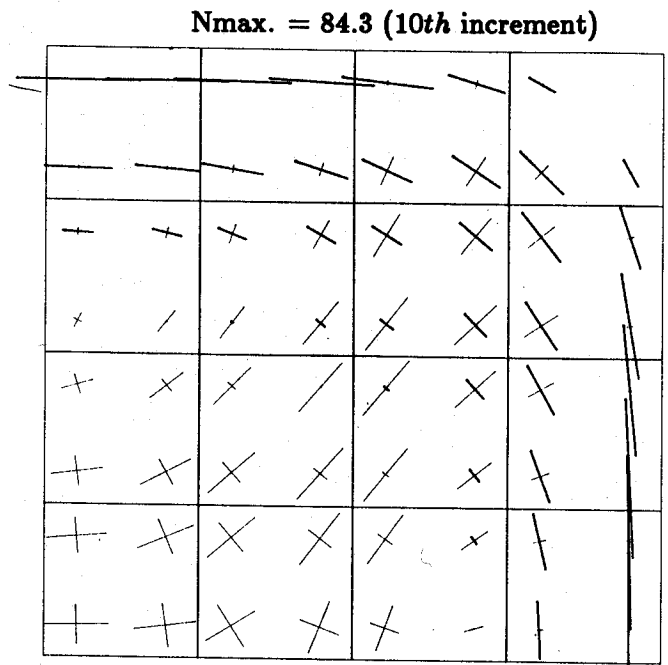 Nmax. = 84.3 (10th increment)